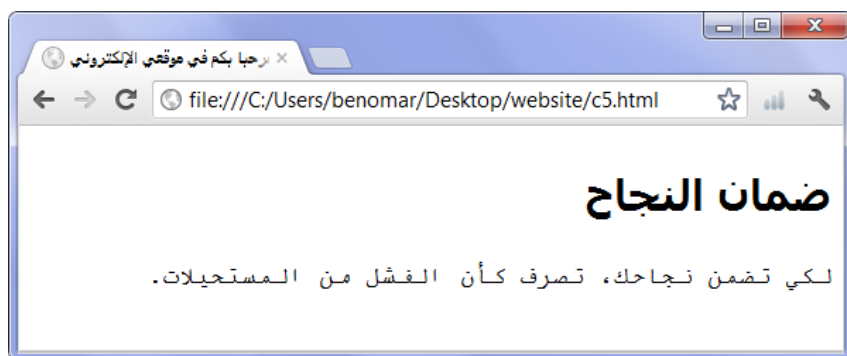 مرحبا بكم في موقعي الإلكتروني
file:///C:/Users/benomar/Desktop/website/c5.html
ضمان النجاح
لكي تضمن نجاحك، تصرف كأن الفشل من المستحيلات.